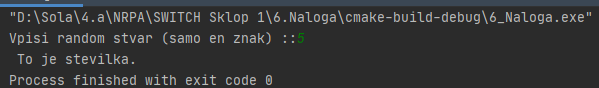 "D:\Sola\4.a\NRPA\SWITCH Sklop 1\6.Naloga\cmake-build-debug\6_Naloga.exe"
Vpisi random stvar (samo en znak) ::5
 To je stevilka.
Process finished with exit code 0